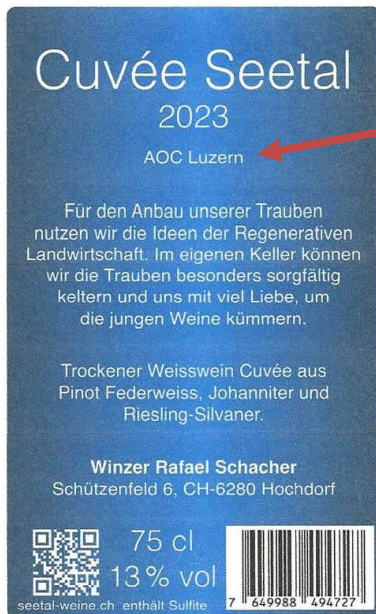 Cuvée Seetal
2023
AOC Luzern
Für den Anbau unserer Trauben
nutzen wir die Ideen der Regenerativen
Landwirtschaft. Im eigenen Keller können
wir die Trauben besonders sorgfältig
keltern und uns mit viel Liebe, um
die jungen Weine kümmern.
Trockener Weisswein Cuvée aus
Pinot Federweiss, Johanniter und
Riesling-Silvaner.
Winzer Rafael Schacher
Schützenfeld 6, CH-6280 Hochdorf
75 cl
13 % vol
seetal-weine.ch enthält Sulfite
7 649988 494727